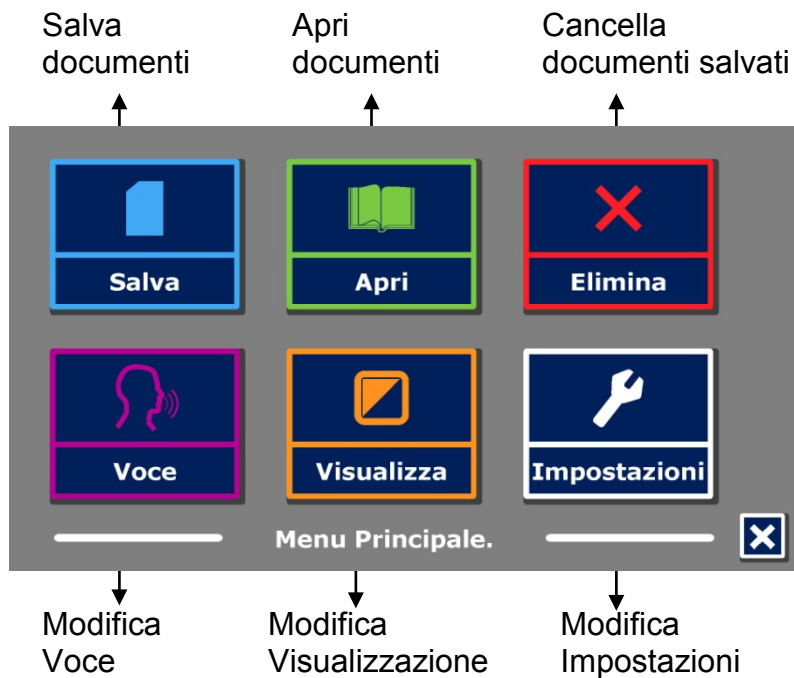 Salva
documenti
Apri
documenti
Cancella
documenti salvati
Salva
Apri
Elimina
Voce
Visualizza
Impostazioni
Menu Principale.
Modifica
Voce
Modifica
Visualizzazione
Modifica
Impostazioni